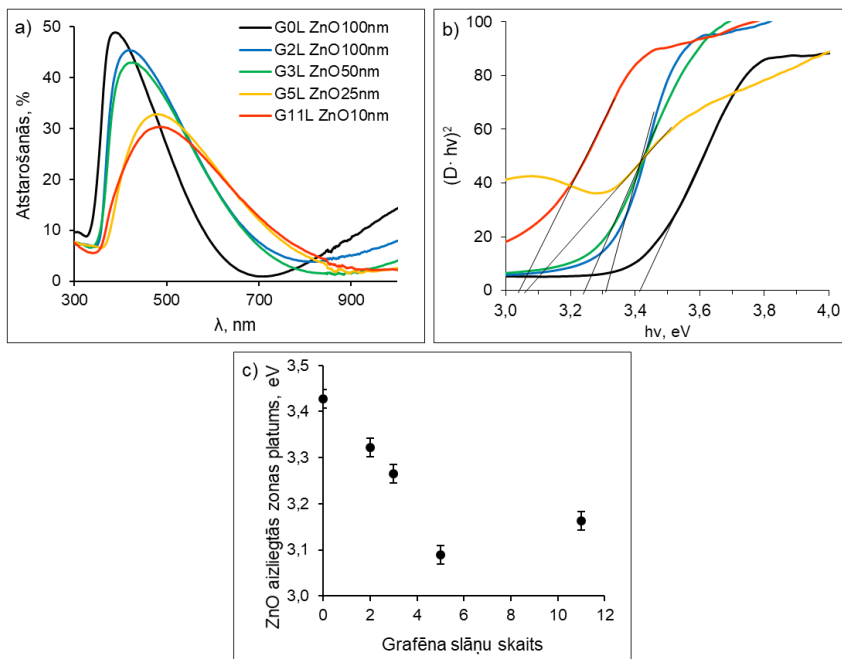 a)
50
40
30
20
10
0
Atstarošanās, %
G0L ZnO100nm
G2L ZnO100nm
G3L ZnO50nm
G5L ZnO25nm
G11L ZnO10nm
300 500 700 900
λ, nm
b)
100
80
60
40
20
0
(D· hν)²
3,0 3,2 3,4 3,6 3,8 4,0
hν, eV
c)
3,5
3,4
3,3
3,2
3,1
3,0
ZnO aizliegtās zonas platums, eV
0 2 4 6 8 10 12
Grafēna slāņu skaits